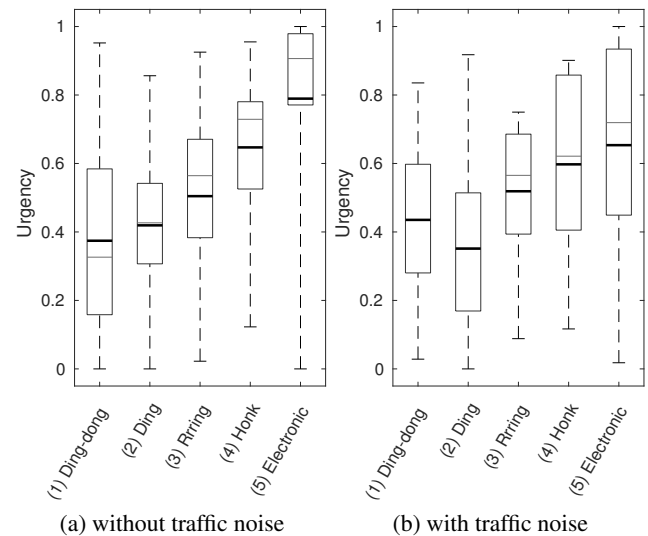 1
0.8
0.6
0.4
0.2
0
Urgency
(1) Ding-dong
(2) Ding
(3) Rrring
(4) Honk
(5) Electronic
(a) without traffic noise
1
0.8
0.6
0.4
0.2
0
Urgency
(1) Ding-dong
(2) Ding
(3) Rrring
(4) Honk
(5) Electronic
(b) with traffic noise